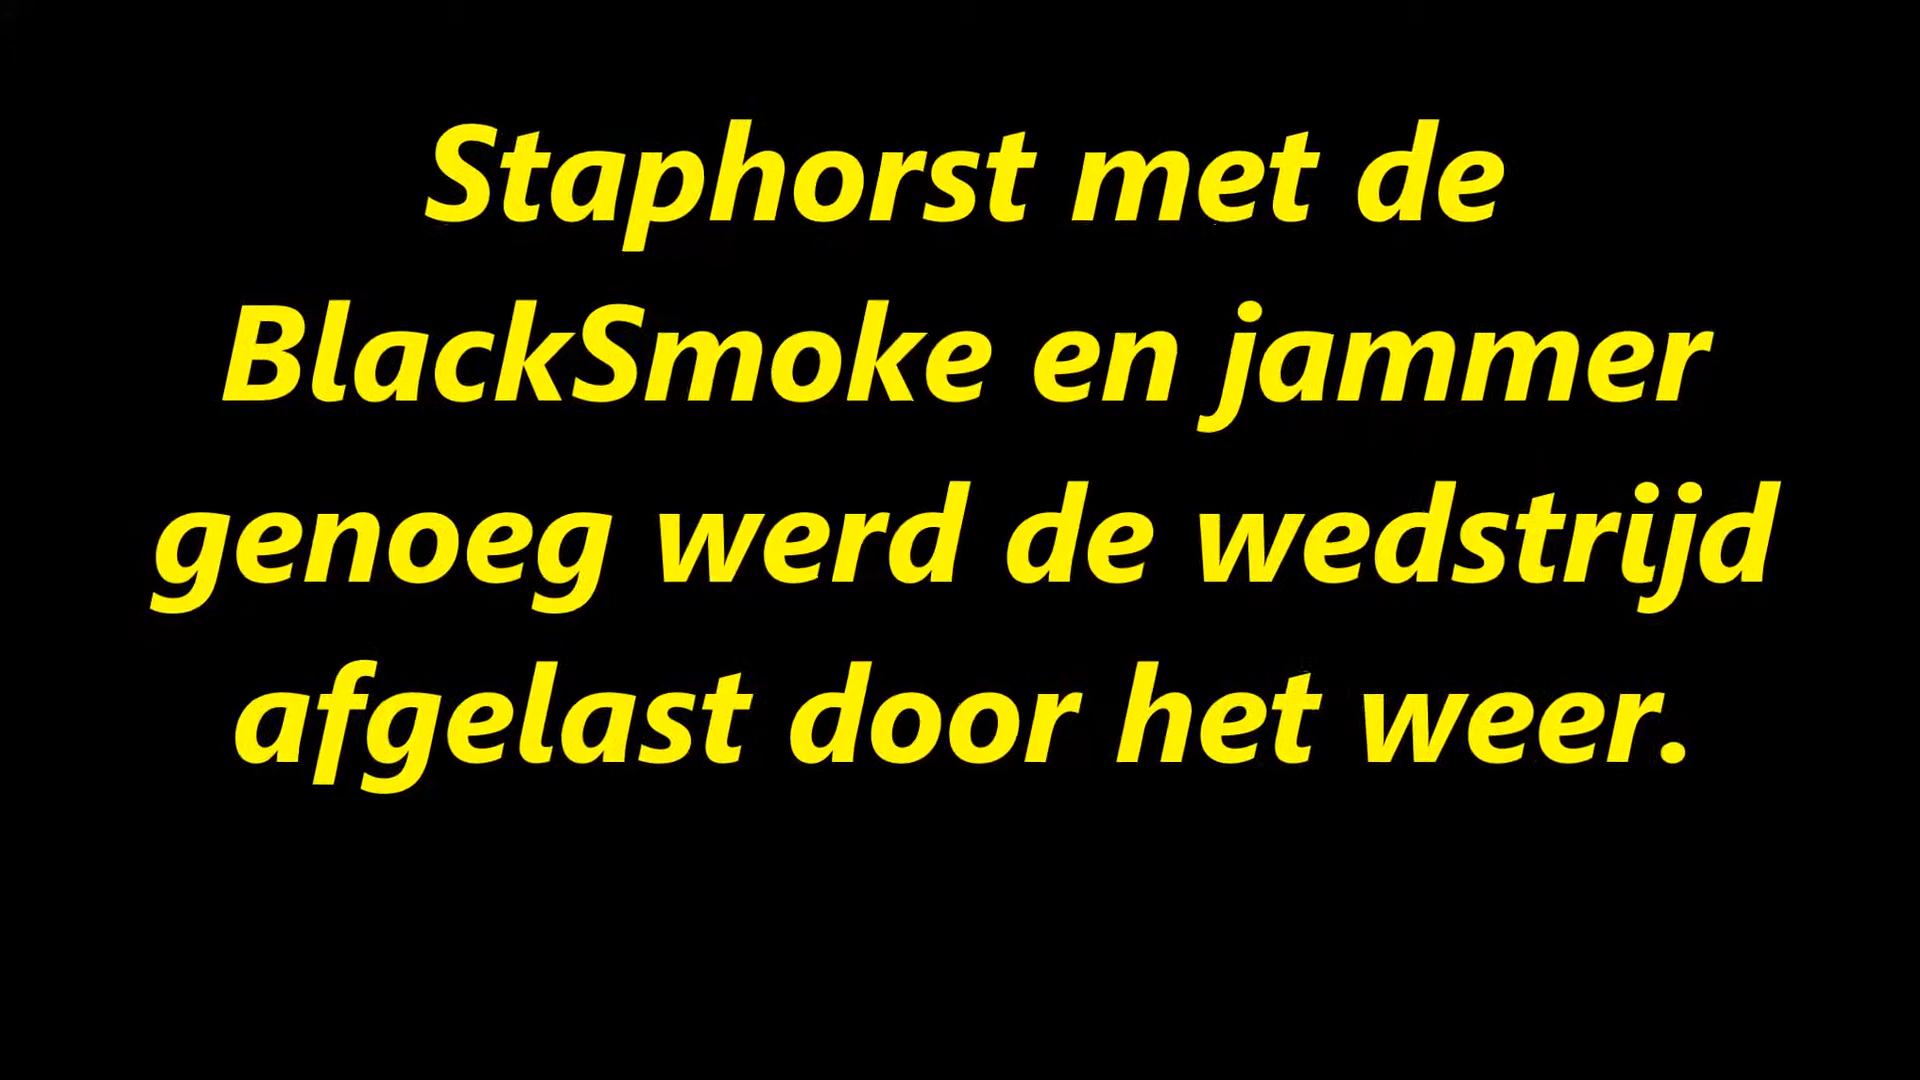 Staphorst met de
BlackSmoke en jammer
genoeg werd de wedstrijd
afgelast door het weer.